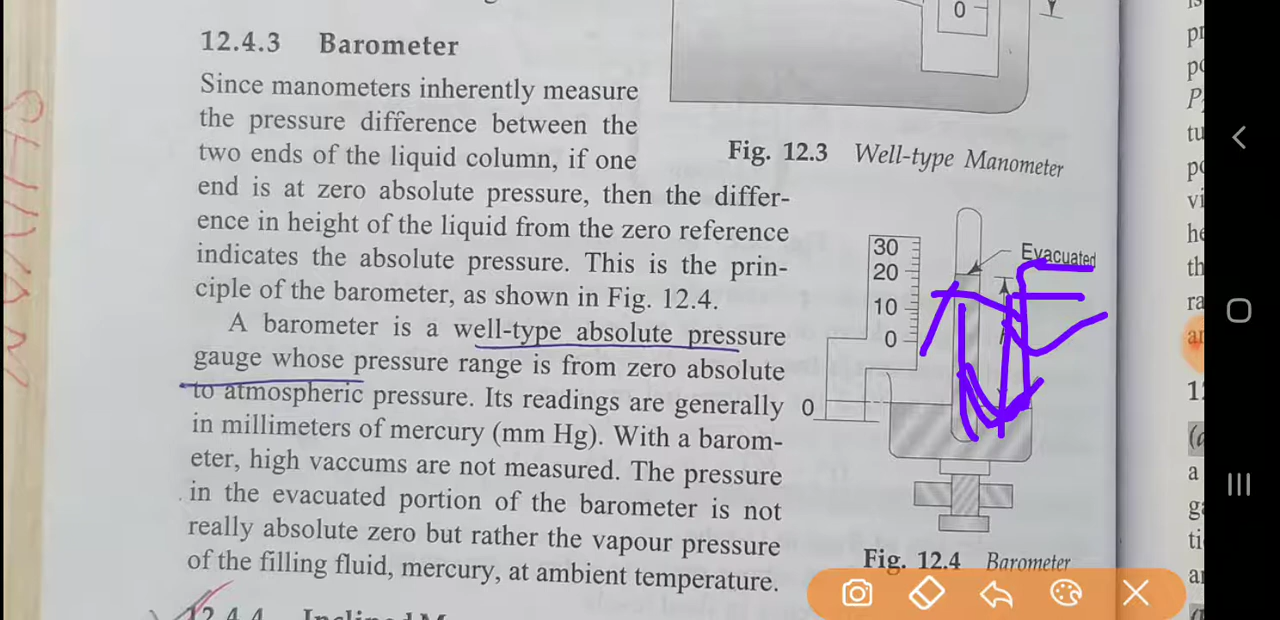 0
12.4.3 Barometer
Since manometers inherently measure
the pressure difference between the
two ends of the liquid column, if one
end is at zero absolute pressure, then the differ-
ence in height of the liquid from the zero reference
indicates the absolute pressure. This is the prin-
ciple of the barometer, as shown in Fig. 12.4.
A barometer is a well-type absolute pressure
gauge whose pressure range is from zero absolute
to atmospheric pressure. Its readings are generally
in millimeters of mercury (mm Hg). With a barom-
eter, high vaccums are not measured. The pressure
in the evacuated portion of the barometer is not
really absolute zero but rather the vapour pressure
of the filling fluid, mercury, at ambient temperature.
12.4.4
Fig. 12.3 Well-type Manometer
Evacuated
30
20
10
0
0
Fig. 12.4 Barometer